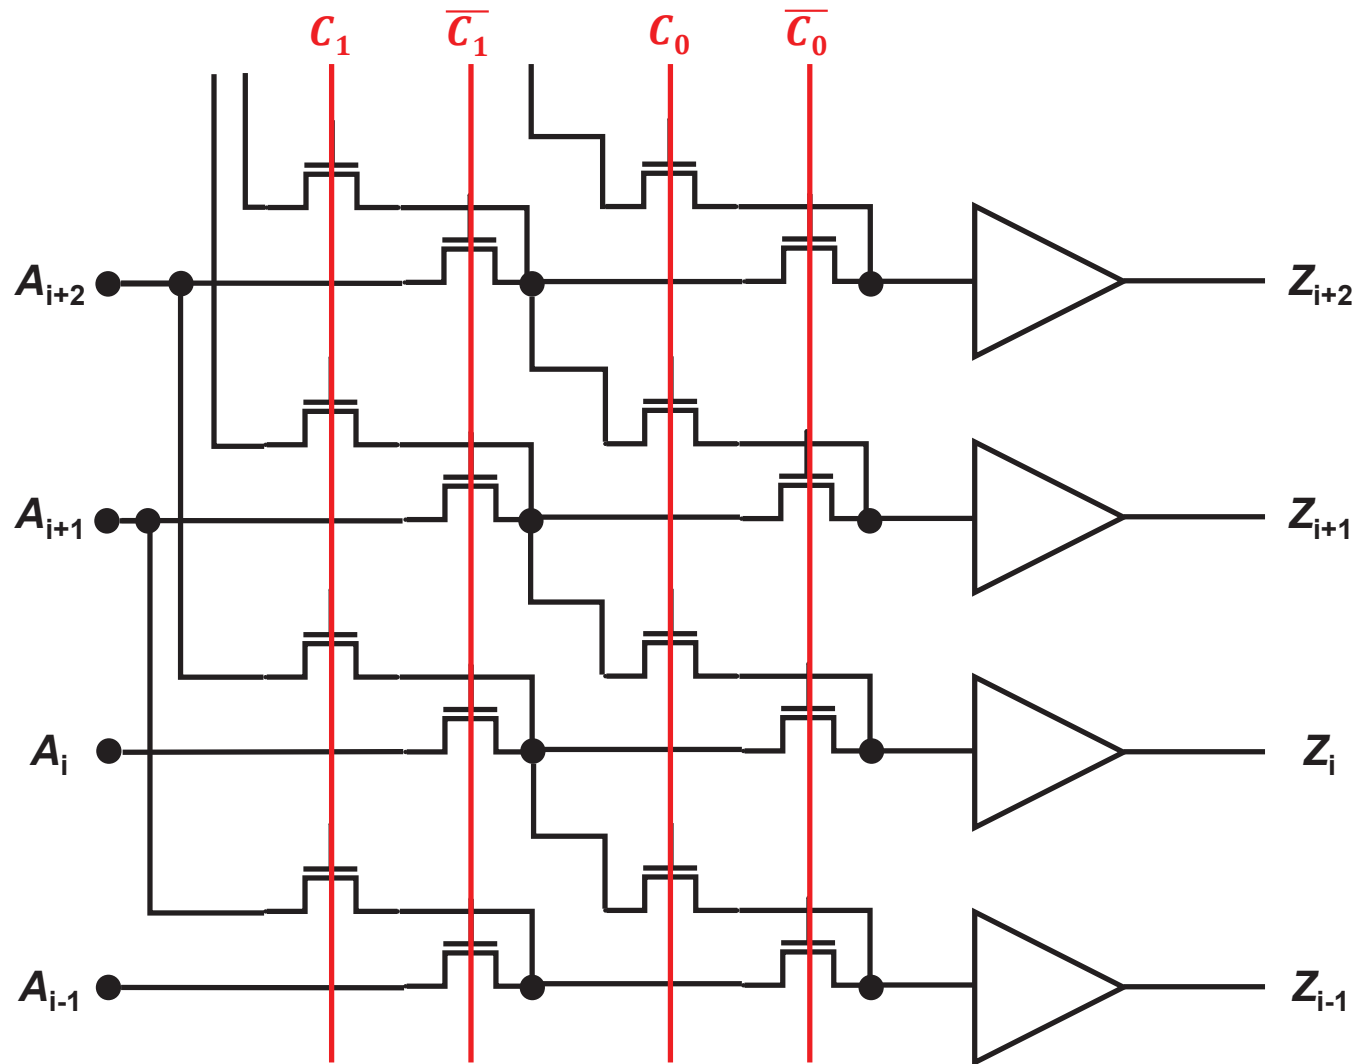 C₁ C̅₁ C₀ C̅₀
Aᵢ₊₂ Zᵢ₊₂
Aᵢ₊₁ Zᵢ₊₁
Aᵢ Zᵢ
Aᵢ₋₁ Zᵢ₋₁